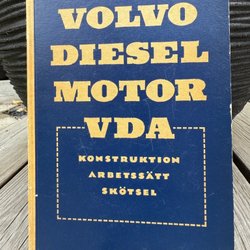 VOLVO
DIESEL
MOTOR
VDA
KONSTRUKTION
ARBETSSÄTT
SKÖTSEL